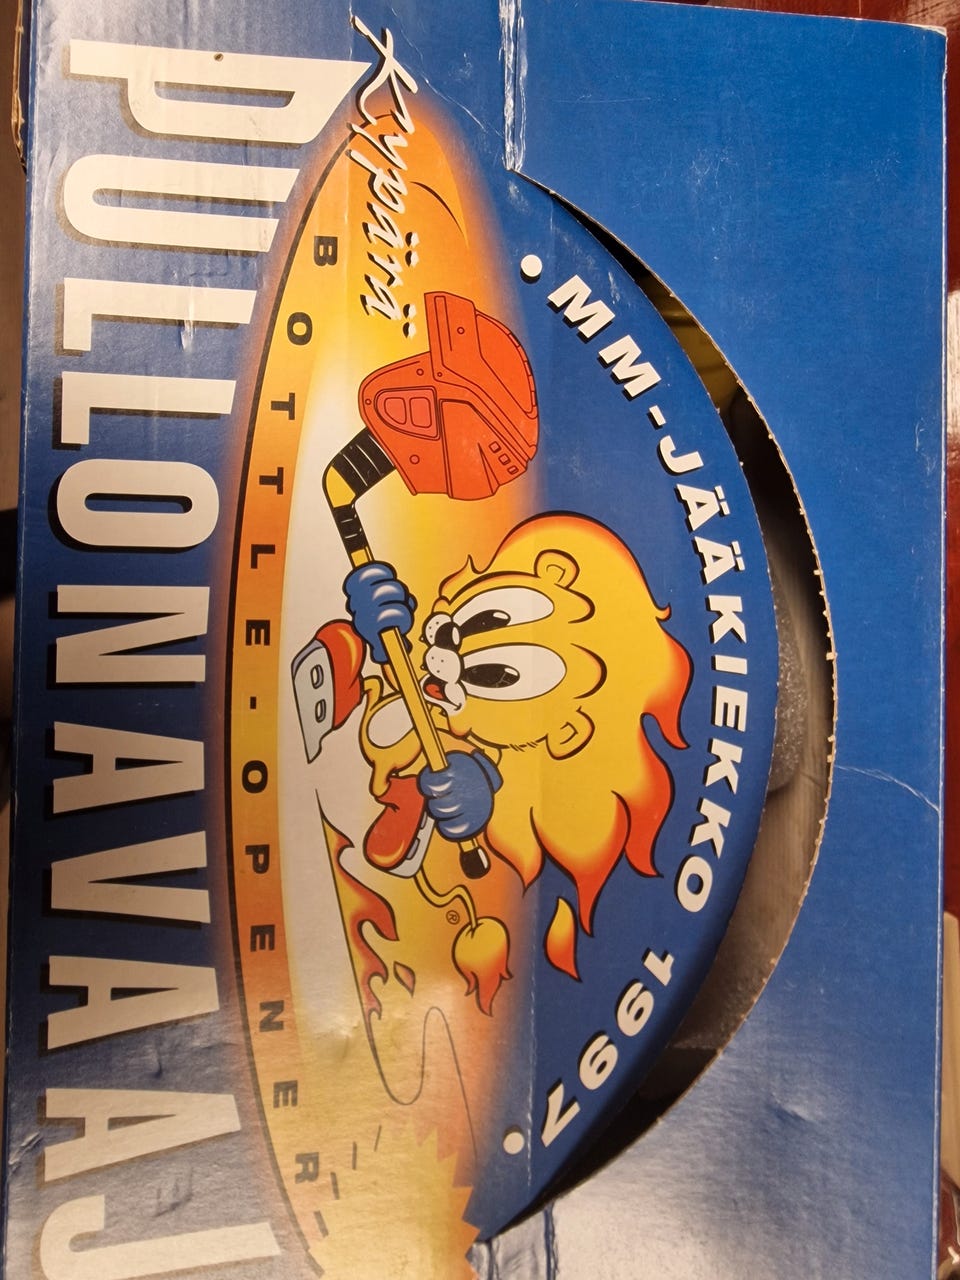 • MM-JÄÄKIEKKO 1997 •
Kypärä
®
BOTTLE-OPENER
PULLONAVAAJ